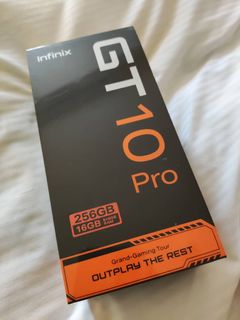 Infinix
GT 10
Pro
256GB
16GB
Grand-Gaming Tour
OUTPLAY THE REST